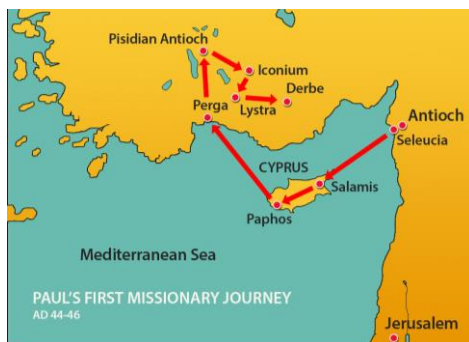 Pisidian Antioch
Iconium
Derbe
Lystra
Perga
Antioch
Seleucia
CYPRUS
Salamis
Paphos
Mediterranean Sea
PAUL'S FIRST MISSIONARY JOURNEY
AD 44-46
Jerusalem